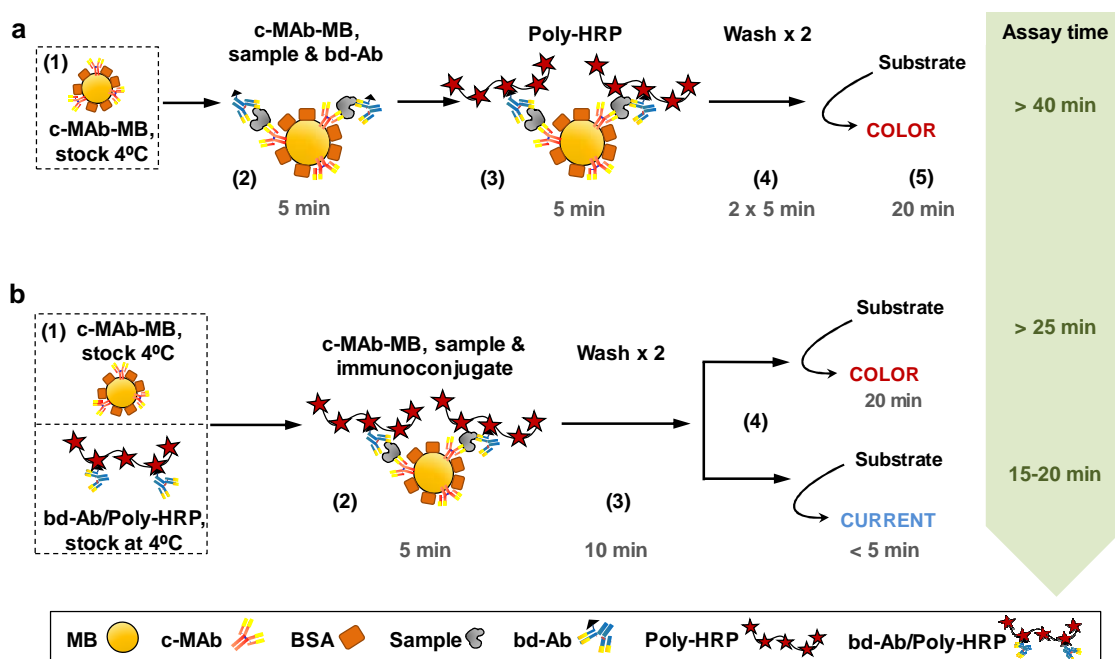 a
(1)
c-MAb-MB,
stock 4ºC
c-MAb-MB,
sample & bd-Ab
(2)
5 min
Poly-HRP
(3)
5 min
Wash x 2
(4)
2 x 5 min
Substrate
COLOR
(5)
20 min
Assay time
> 40 min
> 25 min
15-20 min
b
(1)
c-MAb-MB,
stock 4ºC
bd-Ab/Poly-HRP,
stock at 4ºC
c-MAb-MB, sample &
immunoconjugate
(2)
5 min
Wash x 2
(3)
10 min
(4)
Substrate
COLOR
20 min
Substrate
CURRENT
< 5 min
MB c-MAb BSA Sample bd-Ab Poly-HRP bd-Ab/Poly-HRP